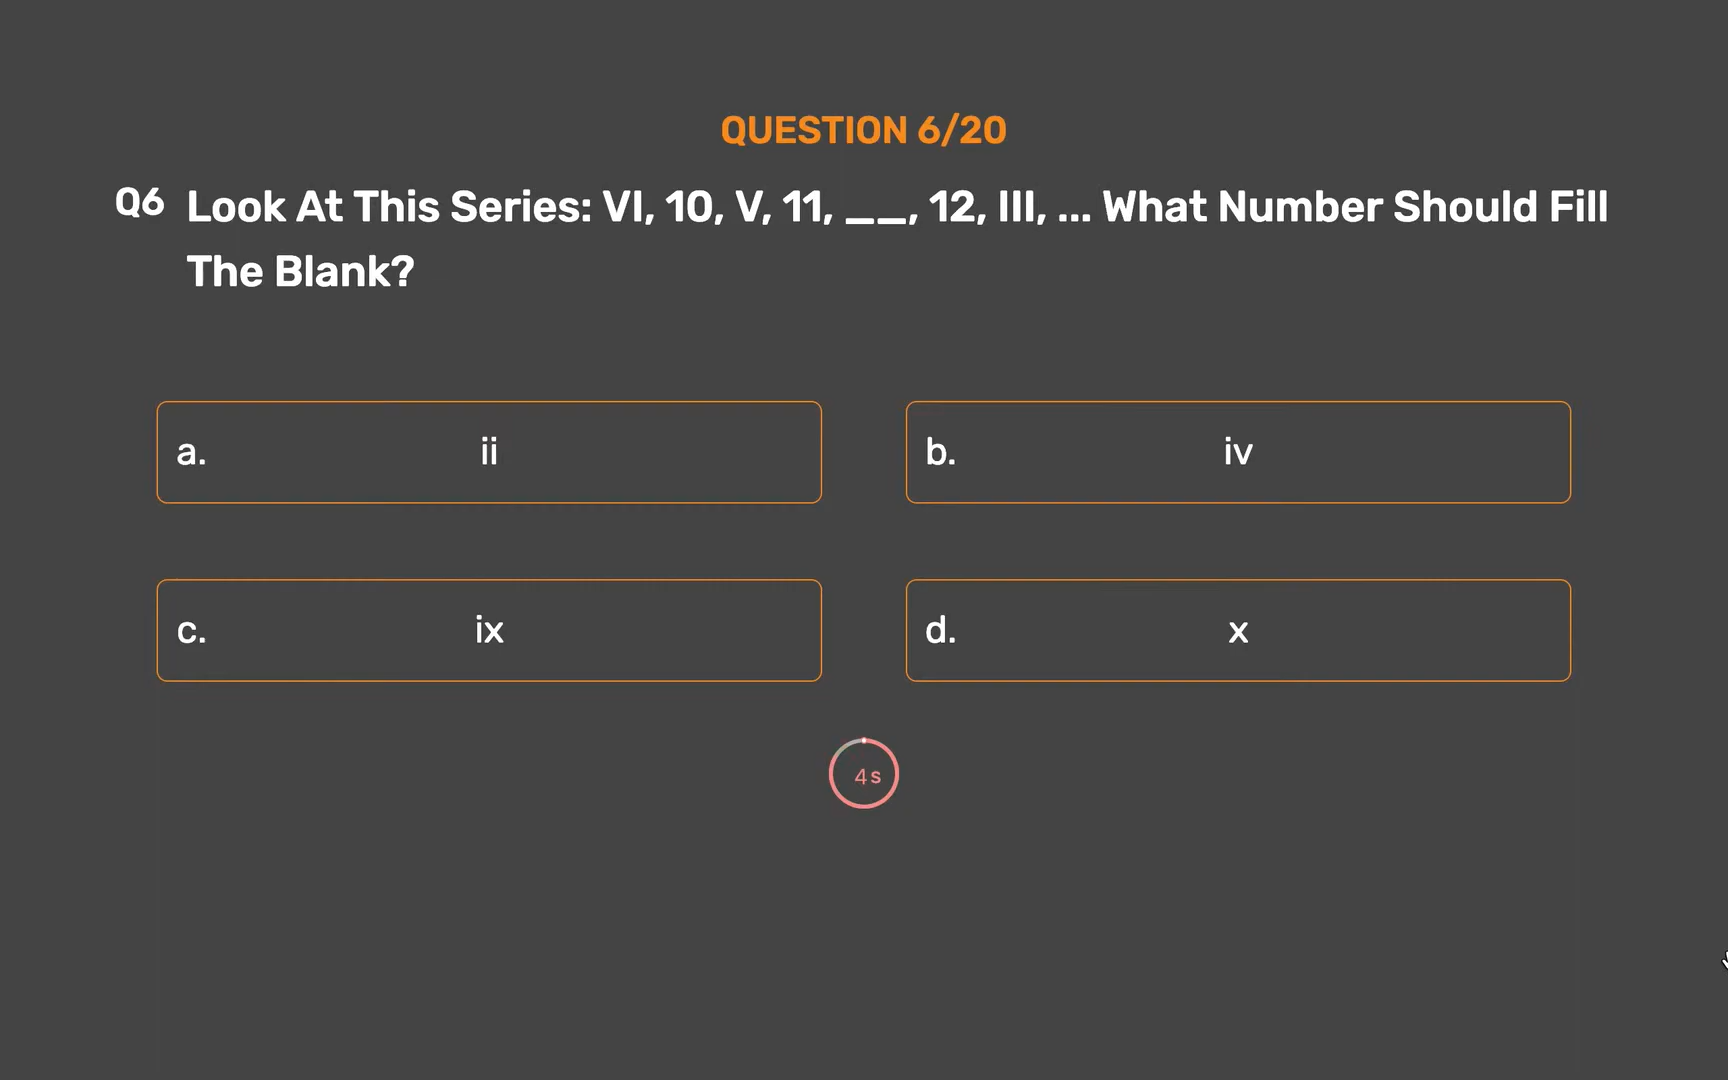 QUESTION 6/20
Q6 Look At This Series: VI, 10, V, 11, __, 12, III, ... What Number Should Fill
The Blank?
a. ii
b. iv
c. ix
d. x
4s